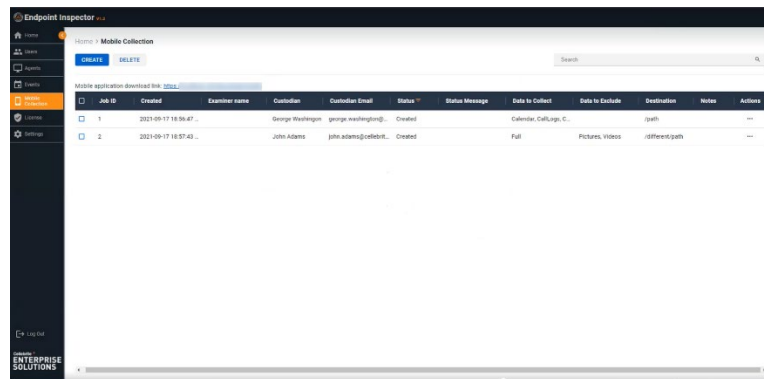 Endpoint Inspector
Home
Users
Agents
Events
Mobile Collection
License
Settings
Log Out
Cellebrite
ENTERPRISE
SOLUTIONS
Home > Mobile Collection
CREATE DELETE
Search
Mobile application download link: https:/
Job ID Created Examiner name Custodian Custodian Email Status Status Message Data to Collect Data to Exclude Destination Notes Actions
1 2021-09-17 18:56:47 ... George Washingon george.washington@... Created Calendar, CallLogs, C... /path ...
2 2021-09-17 18:57:43 ... John Adams john.adams@cellebrit... Created Full Pictures, Videos /different/path ...